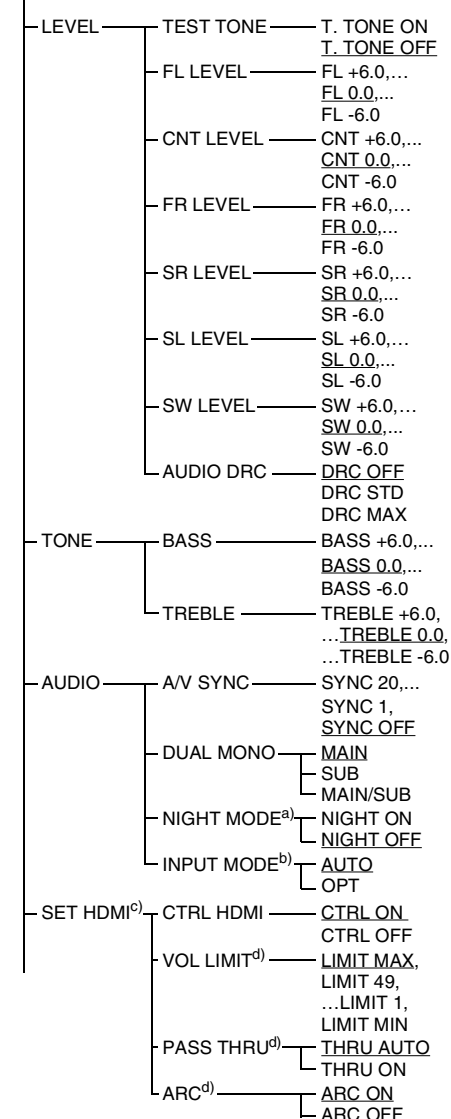 LEVEL TEST TONE T. TONE ON
T. TONE OFF
FL LEVEL FL +6.0,…
FL 0.0,...
FL -6.0
CNT LEVEL CNT +6.0,...
CNT 0.0,...
CNT -6.0
FR LEVEL FR +6.0,…
FR 0.0,...
FR -6.0
SR LEVEL SR +6.0,…
SR 0.0,...
SR -6.0
SL LEVEL SL +6.0,…
SL 0.0,...
SL -6.0
SW LEVEL SW +6.0,…
SW 0.0,...
SW -6.0
AUDIO DRC DRC OFF
DRC STD
DRC MAX
TONE BASS BASS +6.0,...
BASS 0.0,...
BASS -6.0
TREBLE TREBLE +6.0,
…TREBLE 0.0,
…TREBLE -6.0
AUDIO A/V SYNC SYNC 20,...
SYNC 1,
SYNC OFF
DUAL MONO MAIN
SUB
MAIN/SUB
NIGHT MODEa) NIGHT ON
NIGHT OFF
INPUT MODEb) AUTO
OPT
SET HDMIc) CTRL HDMI CTRL ON
CTRL OFF
VOL LIMITd) LIMIT MAX,
LIMIT 49,
…LIMIT 1,
LIMIT MIN
PASS THRUd) THRU AUTO
THRU ON
ARCd) ARC ON
ARC OFF